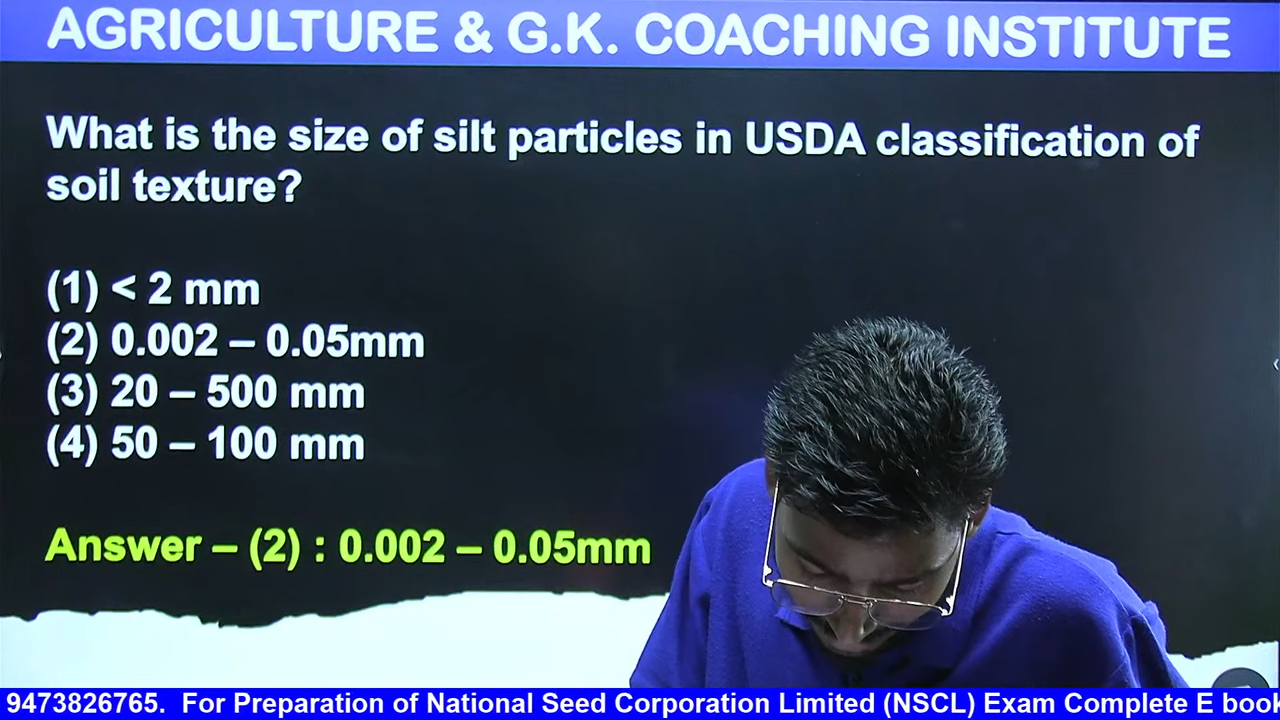 AGRICULTURE & G.K. COACHING INSTITUTE
What is the size of silt particles in USDA classification of
soil texture?
(1) < 2 mm
(2) 0.002 – 0.05mm
(3) 20 – 500 mm
(4) 50 – 100 mm
Answer – (2) : 0.002 – 0.05mm
9473826765. For Preparation of National Seed Corporation Limited (NSCL) Exam Complete E book